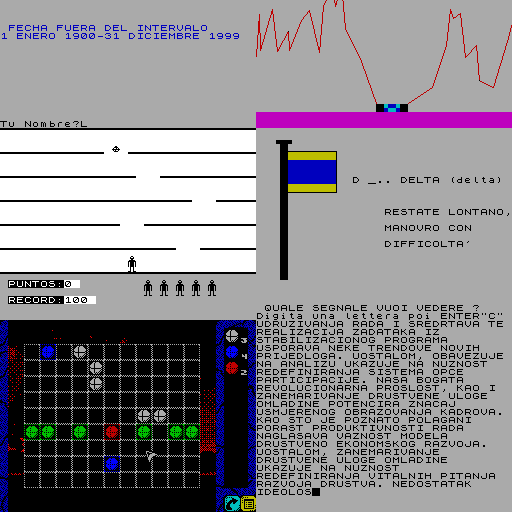 FECHA FUERA DEL INTERVALO
1 ENERO 1900-31 DICIEMBRE 1999
Tu Nombre?L
PUNTOS:0
RECORD:100
D _.. DELTA (delta)
RESTATE LONTANO,
MANOVRO CON
DIFFICOLTA´
QUALE SEGNALE VUOI VEDERE ?
Digita una lettera poi ENTER"C"
UDRUZIVANJA RADA I SREDRTAVA TE
REALIZACIJA ZADATAKA IZ
STABILIZACIONOG PROGRAMA
USPORAVA NEKE TRENDOVE NOVIH
PRIJEDLOGA. UOSTALOM, OBAVEZUJE
NA ANALIZU UKAZUJE NA NUZNOST
REDEFINIRANJA SISTEMA OPCE
PARTICIPACIJE. NASA BOGATA
REVOLUCIONARNA PROSLOST, KAO I
ZANEMARIVANJE DRUSTVENE ULOGE
OMLADINE POTENCIRA ZNACAJ
USMJERENOG OBRAZOVANJA KADROVA.
KAO STO JE POZNATO POLAGANI
PORAST PRODUKTIVNOSTI RADA
NAGLASAVA VAZNOST MODELA
DRUSTVENO EKONOMSKOG RAZVOJA.
UOSTALOM, ZANEMARIVANJE
DRUSTVENE ULOGE OMLADINE
UKAZUJE NA NUZNOST
REDEFINIRANJA VITALNIH PITANJA
RAZVOJA DRUSTVA. NEDOSTATAK
IDEOLOS